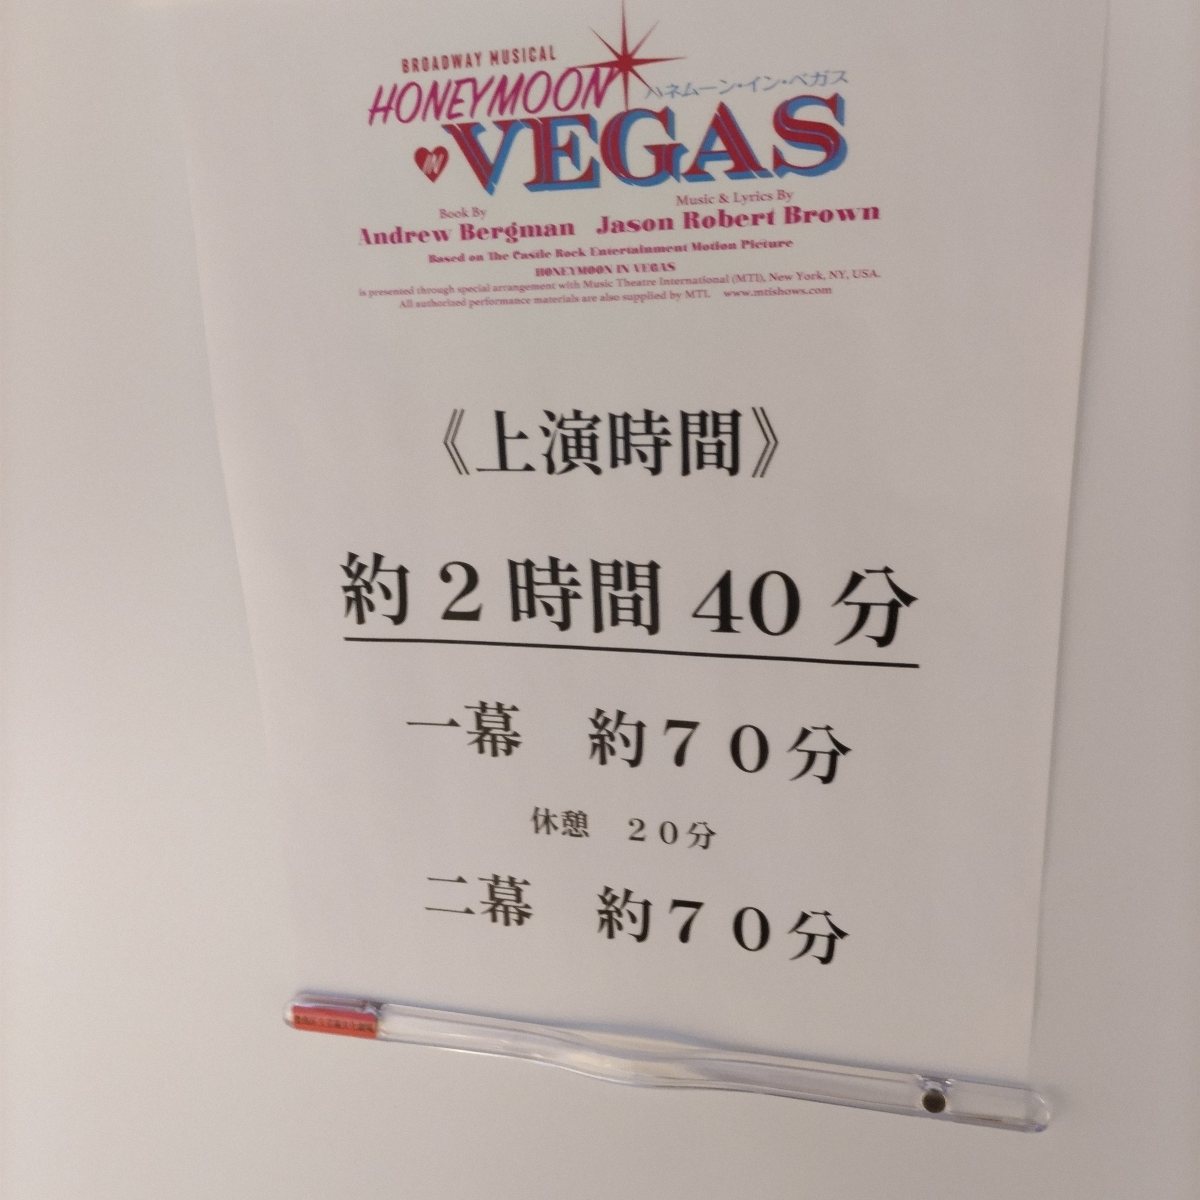 BROADWAY MUSICAL
HONEYMOON
ハネムーン・イン・ベガス
IN VEGAS
Book By
Andrew Bergman
Music & Lyrics By
Jason Robert Brown
Based on The Castle Rock Entertainment Motion Picture
HONEYMOON IN VEGAS
is presented through special arrangement with Music Theatre International (MTI), New York, NY, USA.
All authorized performance materials are also supplied by MTI. www.mtishows.com
《上演時間》
約2時間40分
一幕 約70分
休憩 20分
二幕 約70分